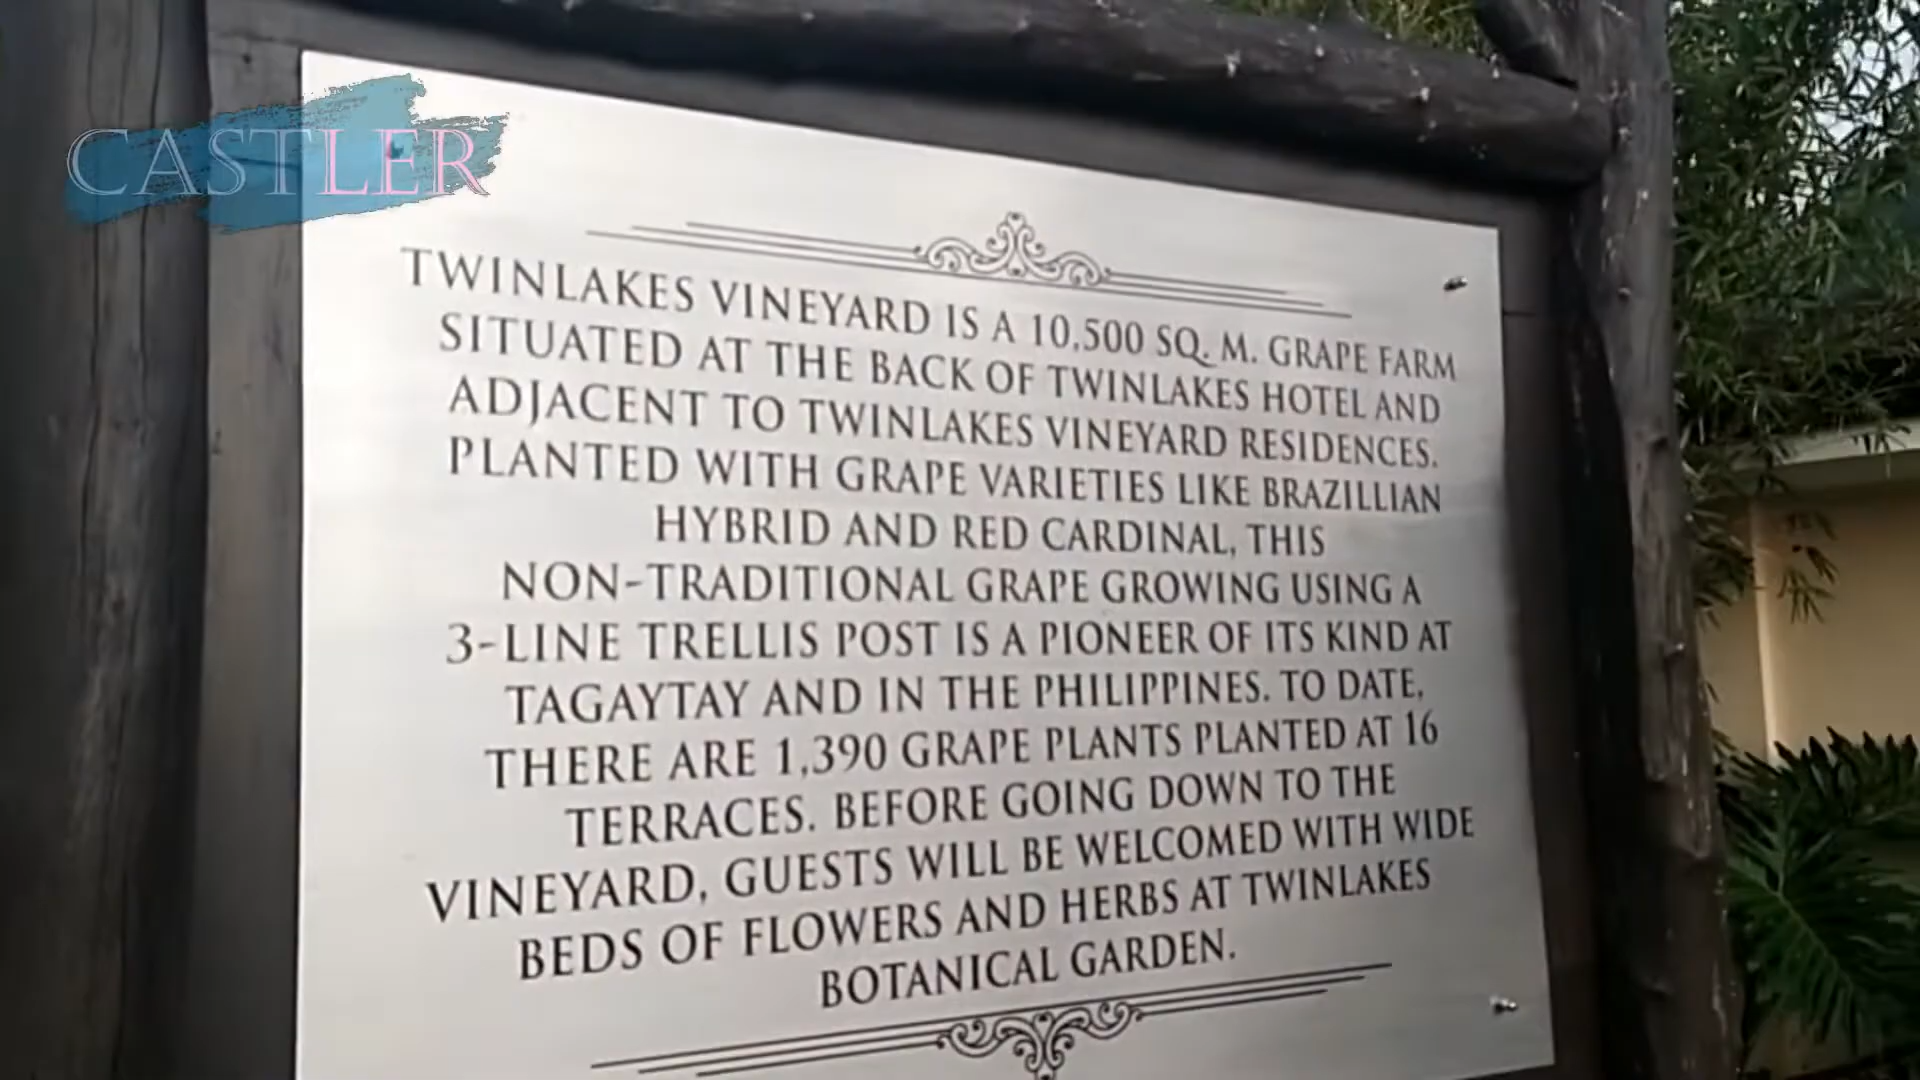 CASTLER
TWINLAKES VINEYARD IS A 10,500 SQ. M. GRAPE FARM
SITUATED AT THE BACK OF TWINLAKES HOTEL AND
ADJACENT TO TWINLAKES VINEYARD RESIDENCES.
PLANTED WITH GRAPE VARIETIES LIKE BRAZILLIAN
HYBRID AND RED CARDINAL, THIS
NON-TRADITIONAL GRAPE GROWING USING A
3-LINE TRELLIS POST IS A PIONEER OF ITS KIND AT
TAGAYTAY AND IN THE PHILIPPINES. TO DATE,
THERE ARE 1,390 GRAPE PLANTS PLANTED AT 16
TERRACES. BEFORE GOING DOWN TO THE
VINEYARD, GUESTS WILL BE WELCOMED WITH WIDE
BEDS OF FLOWERS AND HERBS AT TWINLAKES
BOTANICAL GARDEN.